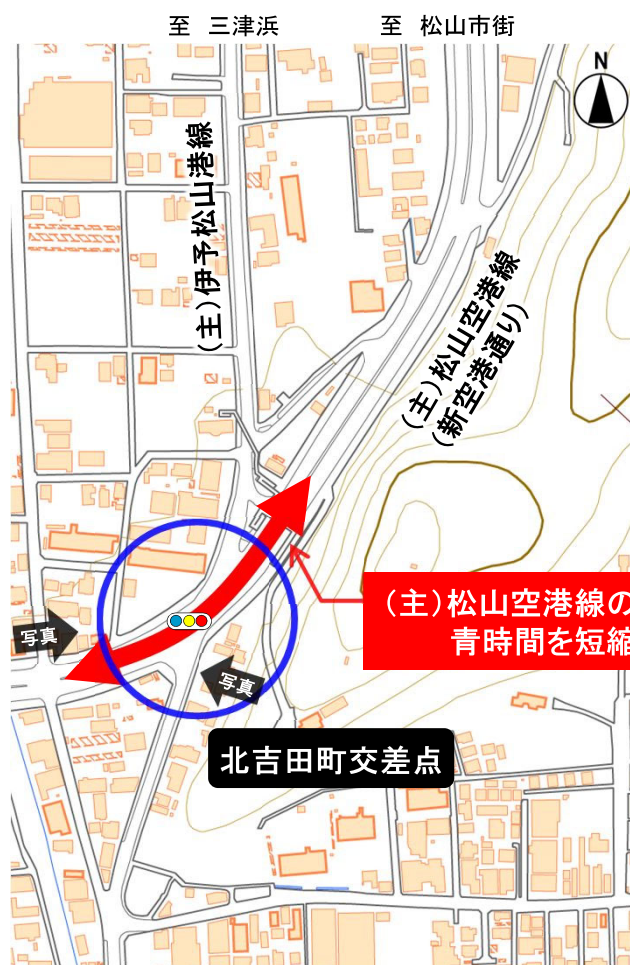 至 三津浜
至 松山市街
N
(主)伊予松山港線
(主)松山空港線
(新空港通り)
(主)松山空港線の
青時間を短縮
写真
写真
北吉田町交差点